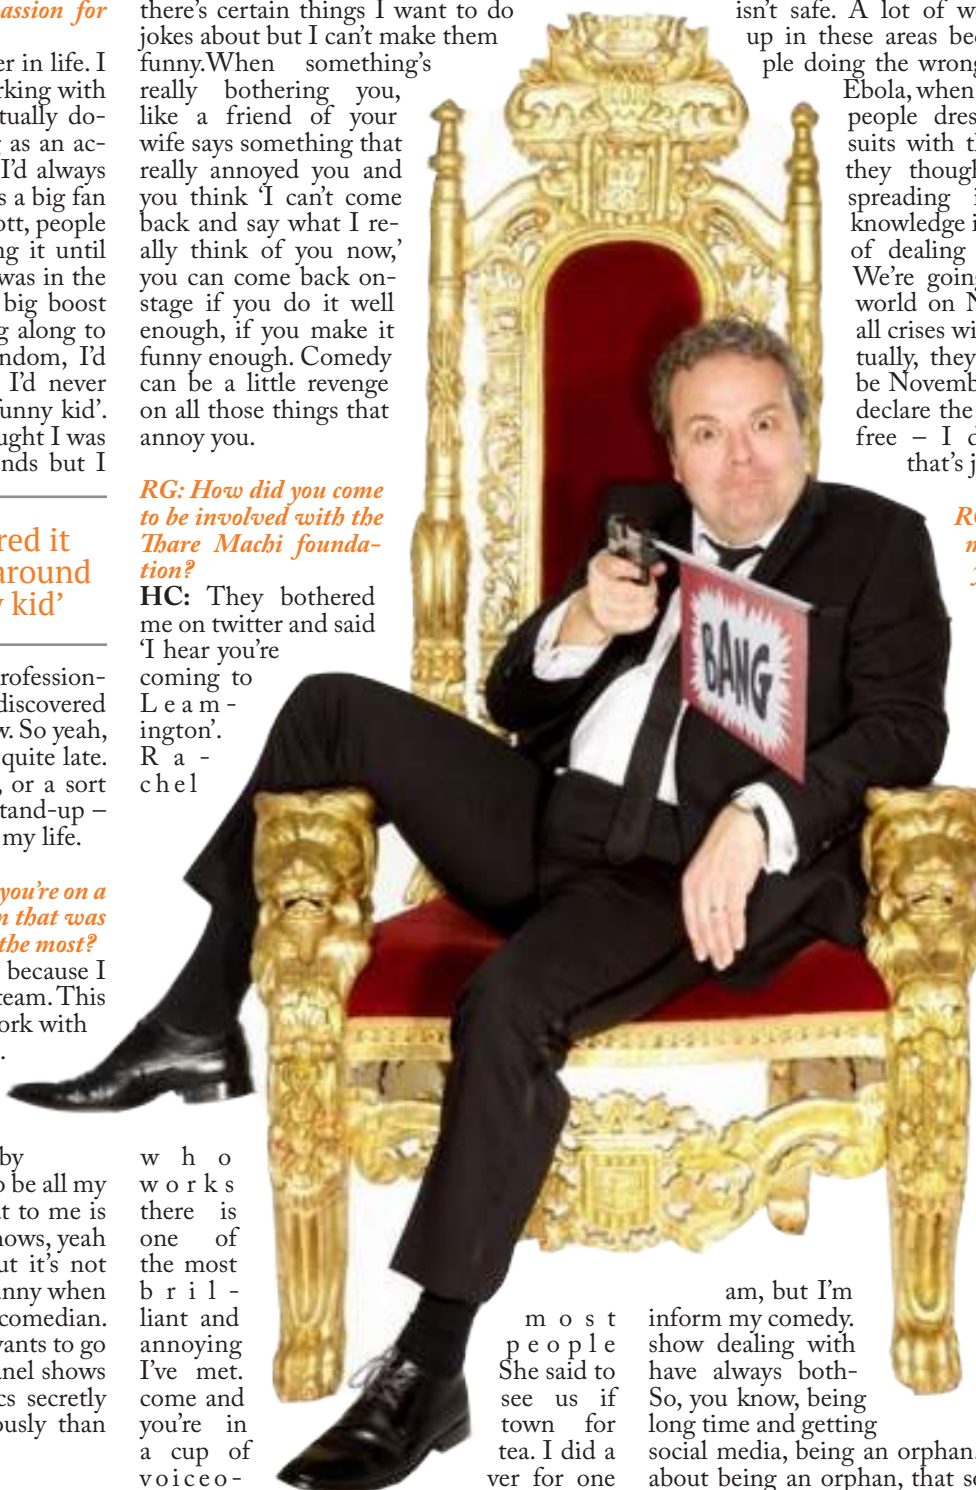 passion for
er in life. I
rking with
tually do-
g as an ac-
I'd always
s a big fan
ott, people
ng it until
was in the
big boost
g along to
ndom, I'd
I'd never
funny kid'.
ught I was
nds but I
red it
around
y kid'
rofession-
discovered
w. So yeah,
quite late.
, or a sort
tand-up –
my life.
you're on a
n that was
the most?
because I
team. This
ork with
.
by
o be all my
at to me is
hows, yeah
ut it's not
unny when
comedian.
wants to go
anel shows
cs secretly
ously than
there's certain things I want to do
jokes about but I can't make them
funny.When something's
really bothering you,
like a friend of your
wife says something that
really annoyed you and
you think 'I can't come
back and say what I re-
ally think of you now,'
you can come back on-
stage if you do it well
enough, if you make it
funny enough. Comedy
can be a little revenge
on all those things that
annoy you.
RG: How did you come
to be involved with the
Thare Machi founda-
tion?
HC: They bothered
me on twitter and said
'I hear you're
coming to
Leam-
ington'.
Ra-
chel
who
works
there is
one of
the most
bril-
liant and
annoying
I've met.
come and
you're in
a cup of
voiceo-
most
people
She said to
see us if
town for
tea. I did a
ver for one
BANG
isn't safe. A lot of w
up in these areas bec
ple doing the wrong
Ebola, when
people dres
suits with th
they though
spreading i
knowledge i
of dealing
We're going
world on N
all crises wi
tually, they
be Novemb
declare the
free – I d
that's j
RG
n
am, but I'm
inform my comedy.
show dealing with
have always both-
So, you know, being
long time and getting
social media, being an orphan.
about being an orphan, that so